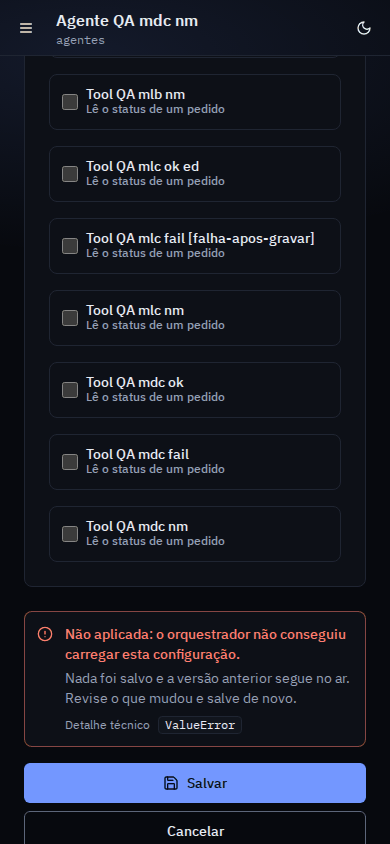 Agente QA mdc nm
agentes
Tool QA mlb nm
Lê o status de um pedido
Tool QA mlc ok ed
Lê o status de um pedido
Tool QA mlc fail [falha-apos-gravar]
Lê o status de um pedido
Tool QA mlc nm
Lê o status de um pedido
Tool QA mdc ok
Lê o status de um pedido
Tool QA mdc fail
Lê o status de um pedido
Tool QA mdc nm
Lê o status de um pedido
Não aplicada: o orquestrador não conseguiu
carregar esta configuração.
Nada foi salvo e a versão anterior segue no ar.
Revise o que mudou e salve de novo.
Detalhe técnico ValueError
Salvar
Cancelar